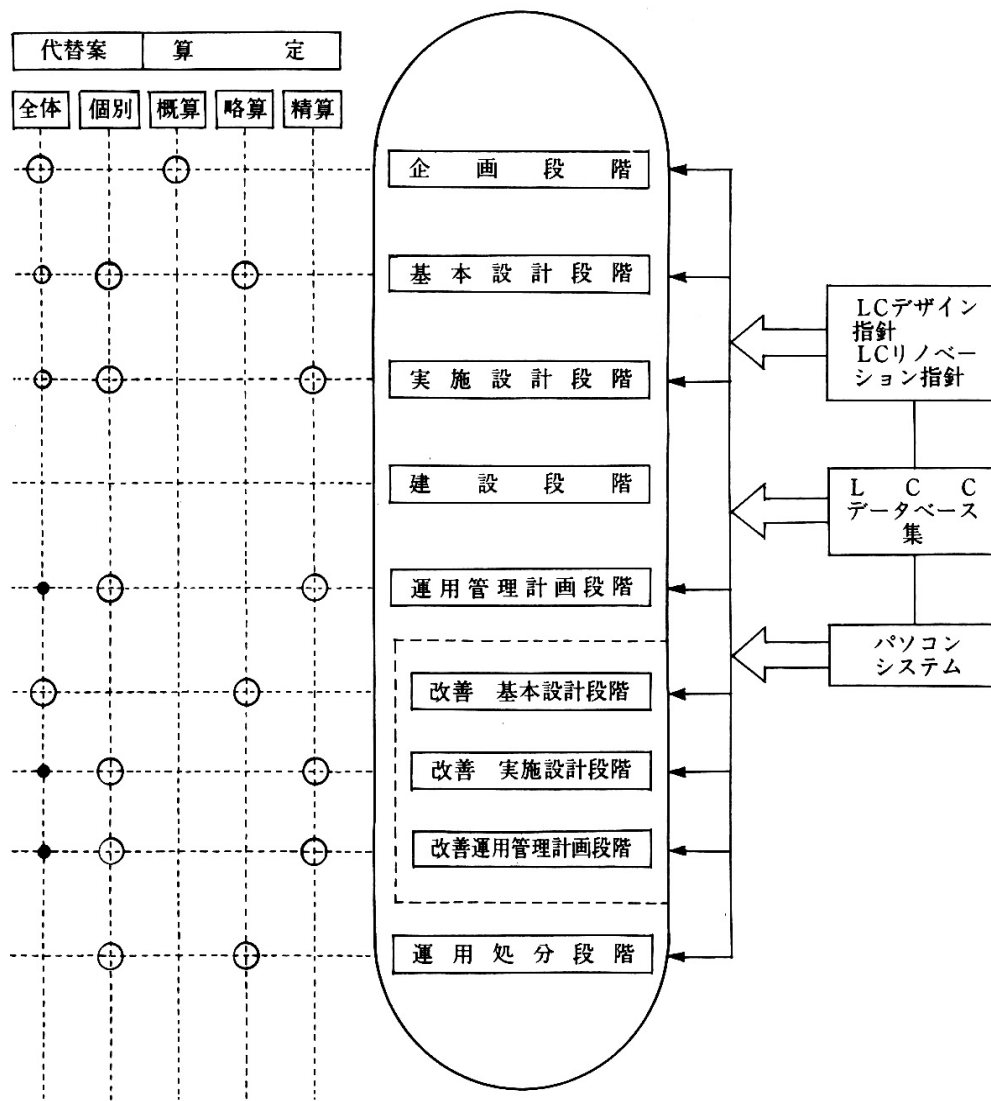 代替案 算定
全体 個別 概算 略算 精算
企画段階
基本設計段階
実施設計段階
建設段階
運用管理計画段階
改善 基本設計段階
改善 実施設計段階
改善運用管理計画段階
運用処分段階
LCデザイン
指針
LCリノベー
ション指針
LCC
データベース
集
パソコン
システム